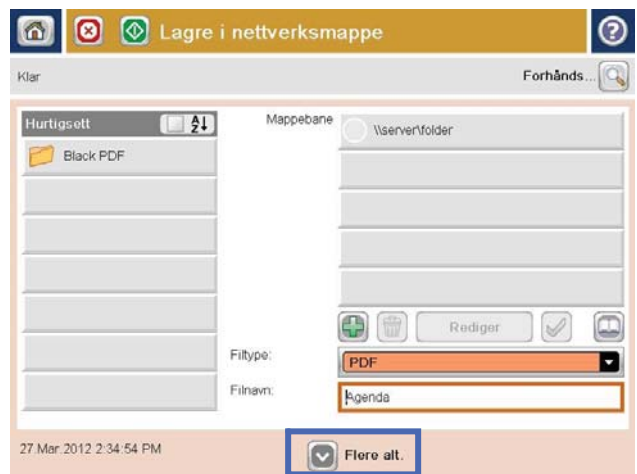 Lagre i nettverksmappe
Klar
Forhånds...
Hurtigsett
Mappebane
\\server\folder
Black PDF
Rediger
Filtype:
PDF
Filnavn:
Agenda
27.Mar.2012 2:34:54 PM
Flere alt.